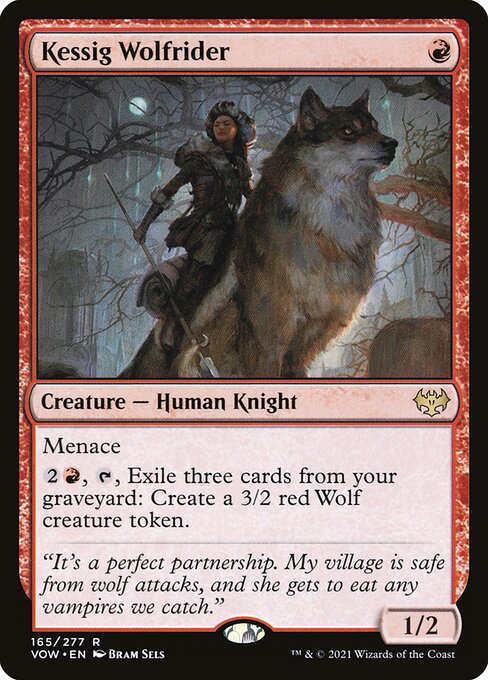 Kessig Wolfrider
Creature — Human Knight
Menace
2, , Exile three cards from your
graveyard: Create a 3/2 red Wolf
creature token.
“It’s a perfect partnership. My village is safe
from wolf attacks, and she gets to eat any
vampires we catch.”
1/2
165/277 R
VOW • EN Bram Sels
™ & © 2021 Wizards of the Coast